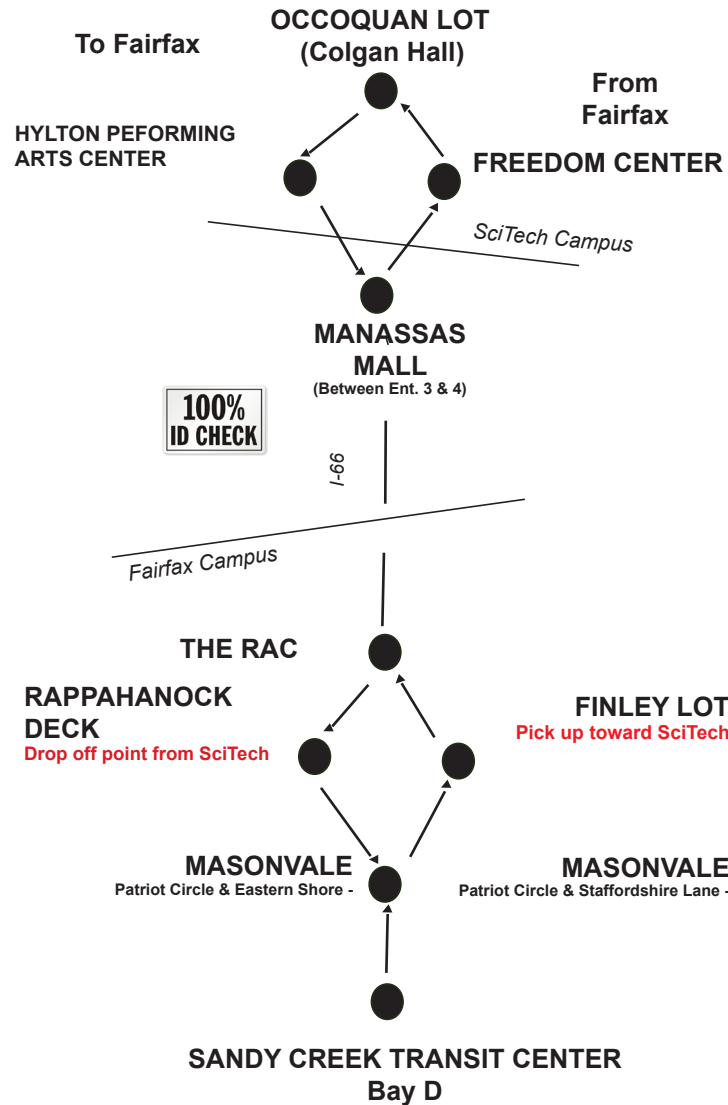 OCCOQUAN LOT
(Colgan Hall)
To Fairfax
From
Fairfax
HYLTON PEFORMING
ARTS CENTER
FREEDOM CENTER
SciTech Campus
MANASSAS
MALL
(Between Ent. 3 & 4)
100%
ID CHECK
I-66
Fairfax Campus
THE RAC
RAPPAHANOCK
DECK
Drop off point from SciTech
FINLEY LOT
Pick up toward SciTech
MASONVALE
Patriot Circle & Eastern Shore -
MASONVALE
Patriot Circle & Staffordshire Lane -
SANDY CREEK TRANSIT CENTER
Bay D